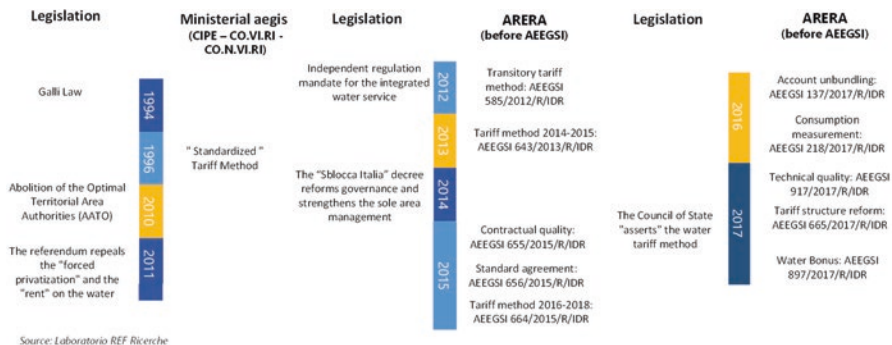 Legislation
Ministerial aegis
(CIPE – CO.VI.RI -
CO.N.VI.RI)
Galli Law
1994
1996
" Standardized "
Tariff Method
Abolition of the Optimal
Territorial Area
Authorities (AATO)
2010
The referendum repeals
the "forced
privatization" and the
"rent" on the water
2011
Legislation
ARERA
(before AEEGSI)
Independent regulation
mandate for the integrated
water service
2012
Transitory tariff
method: AEEGSI
585/2012/R/IDR
2013
Tariff method 2014-2015:
AEEGSI 643/2013/R/IDR
The "Sblocca Italia" decree
reforms governance and
strengthens the sole area
management
2014
2015
Contractual quality:
AEEGSI 655/2015/R/IDR
Standard agreement:
AEEGSI 656/2015/R/IDR
Tariff method 2016-2018:
AEEGSI 664/2015/R/IDR
Legislation
ARERA
(before AEEGSI)
2016
Account unbundling:
AEEGSI 137/2017/R/IDR
Consumption
measurement:
AEEGSI 218/2017/R/IDR
The Council of State
"asserts" the water
tariff method
2017
Technical quality: AEEGSI
917/2017/R/IDR
Tariff structure reform:
AEEGSI 665/2017/R/IDR
Water Bonus: AEEGSI
897/2017/R/IDR
Source: Laboratorio REF Ricerche